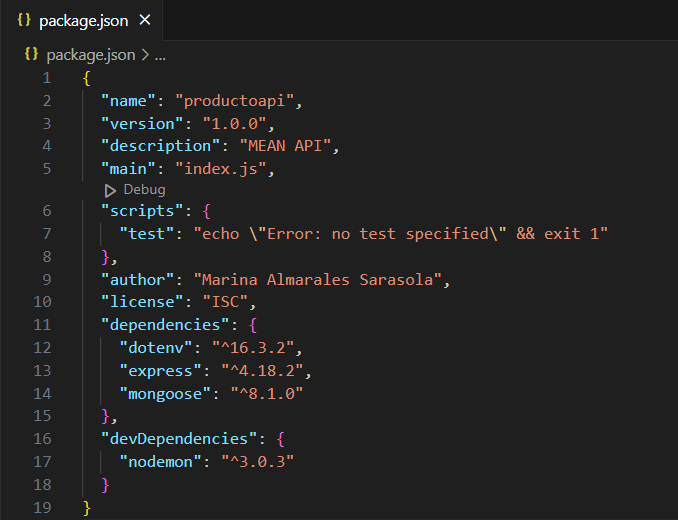 package.json
package.json > ...
1 {
2 "name": "productoapi",
3 "version": "1.0.0",
4 "description": "MEAN API",
5 "main": "index.js",
Debug
6 "scripts": {
7 "test": "echo \"Error: no test specified\" && exit 1"
8 },
9 "author": "Marina Almarales Sarasola",
10 "license": "ISC",
11 "dependencies": {
12 "dotenv": "^16.3.2",
13 "express": "^4.18.2",
14 "mongoose": "^8.1.0"
15 },
16 "devDependencies": {
17 "nodemon": "^3.0.3"
18 }
19 }